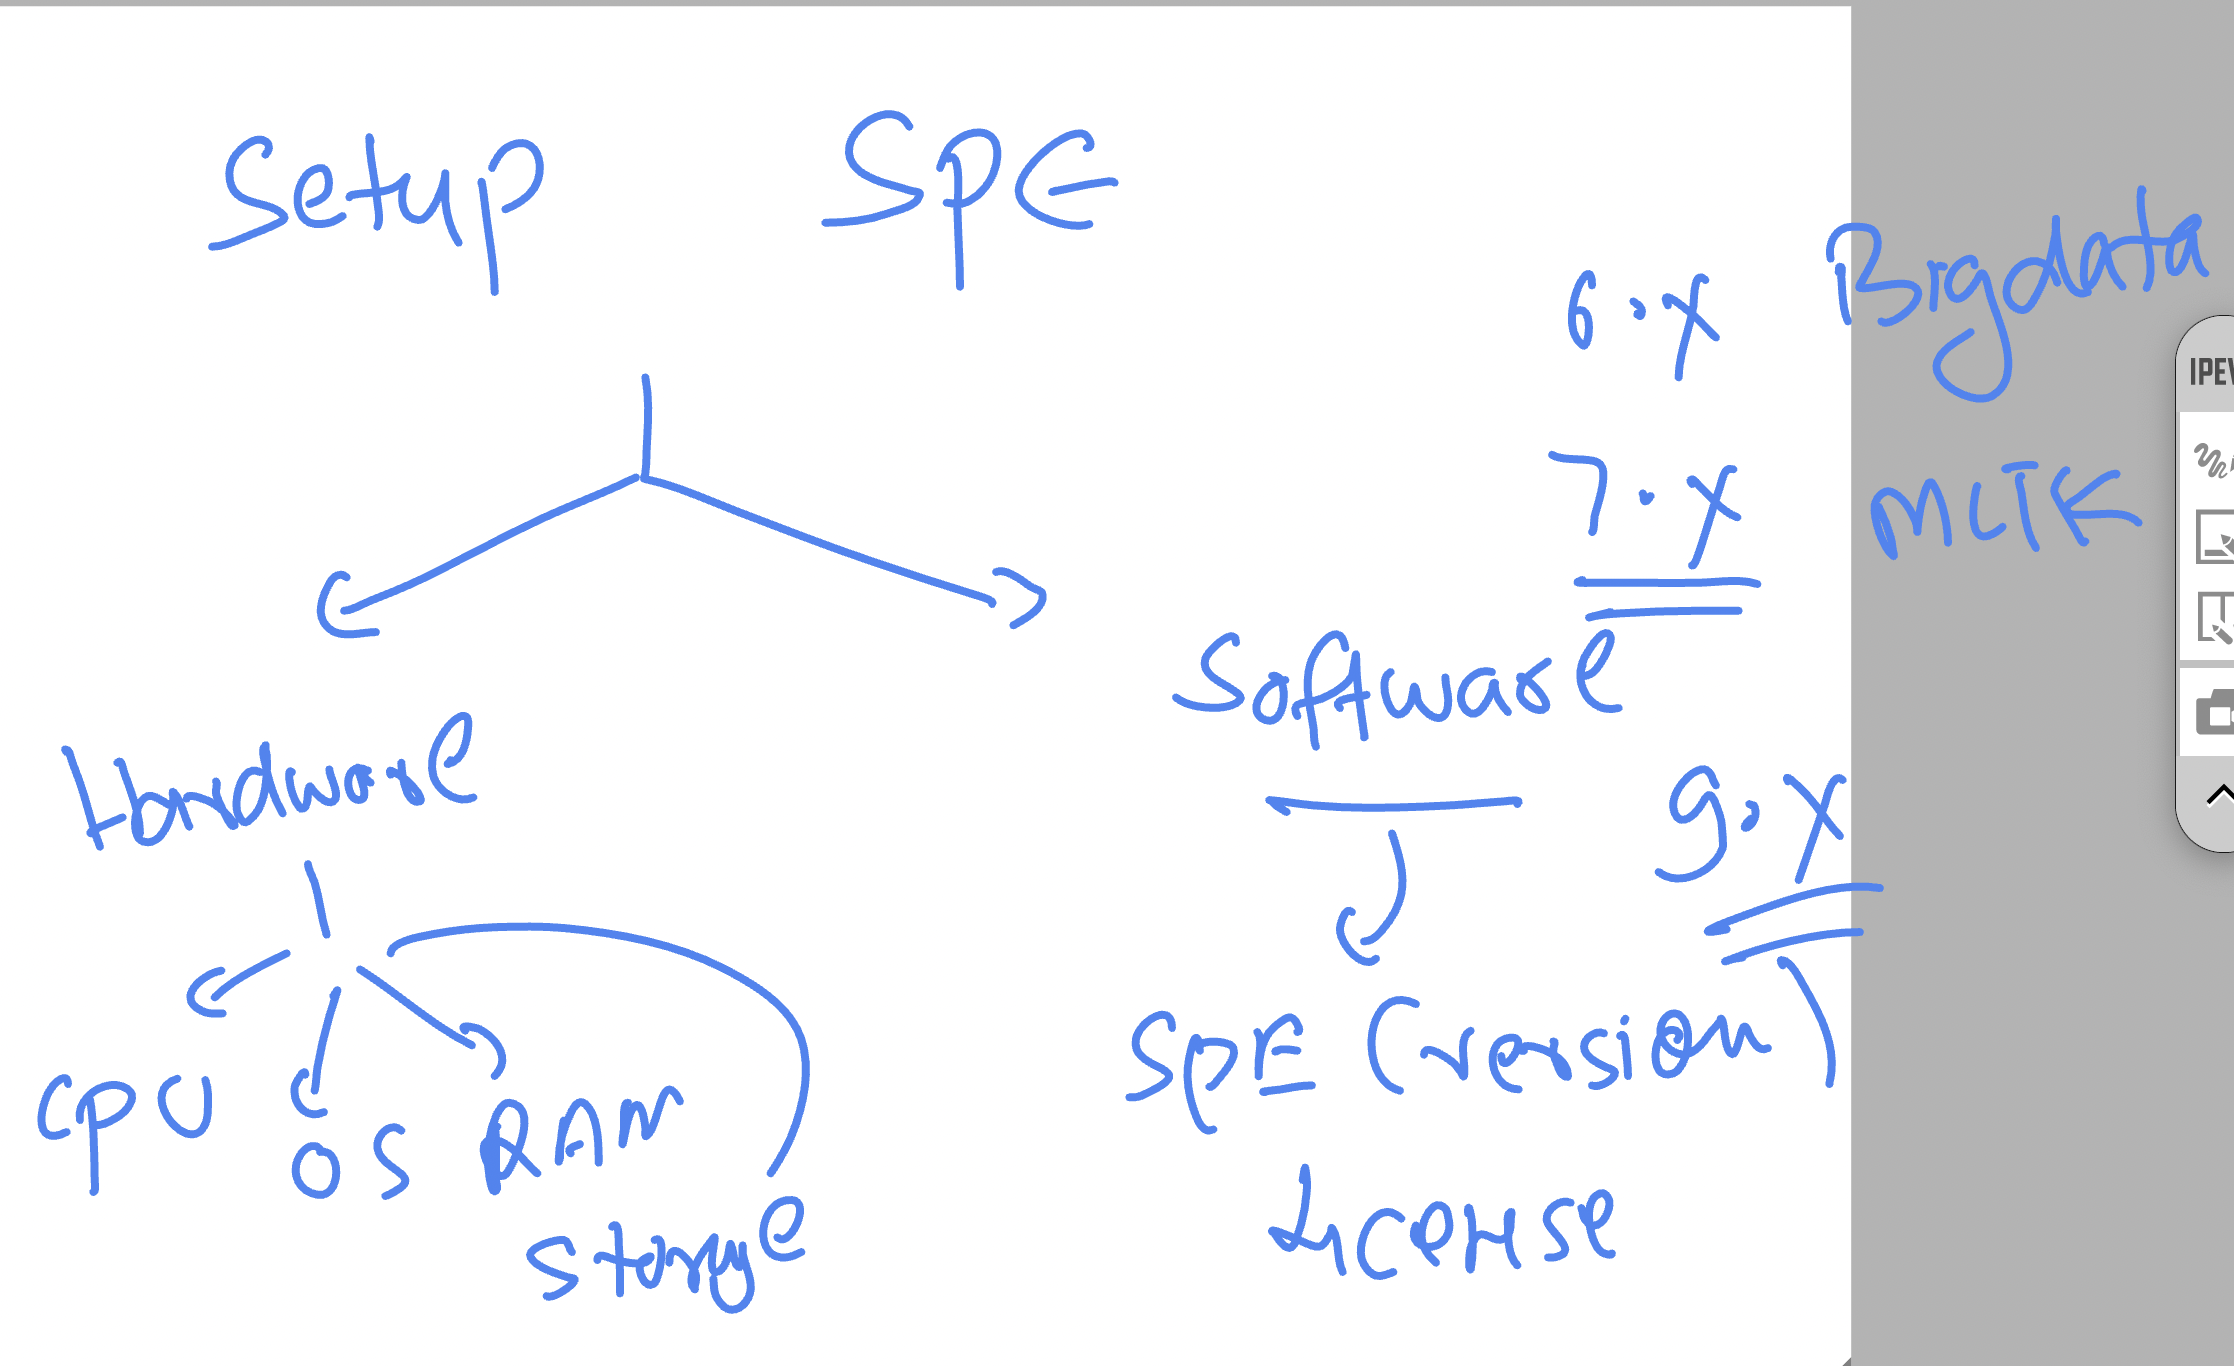 Setup SPE
6.x Bigdata
7.x MLTK
Software
Hardware
9.x
SPE (version)
CPU OS RAM
License
Storage
IPEV